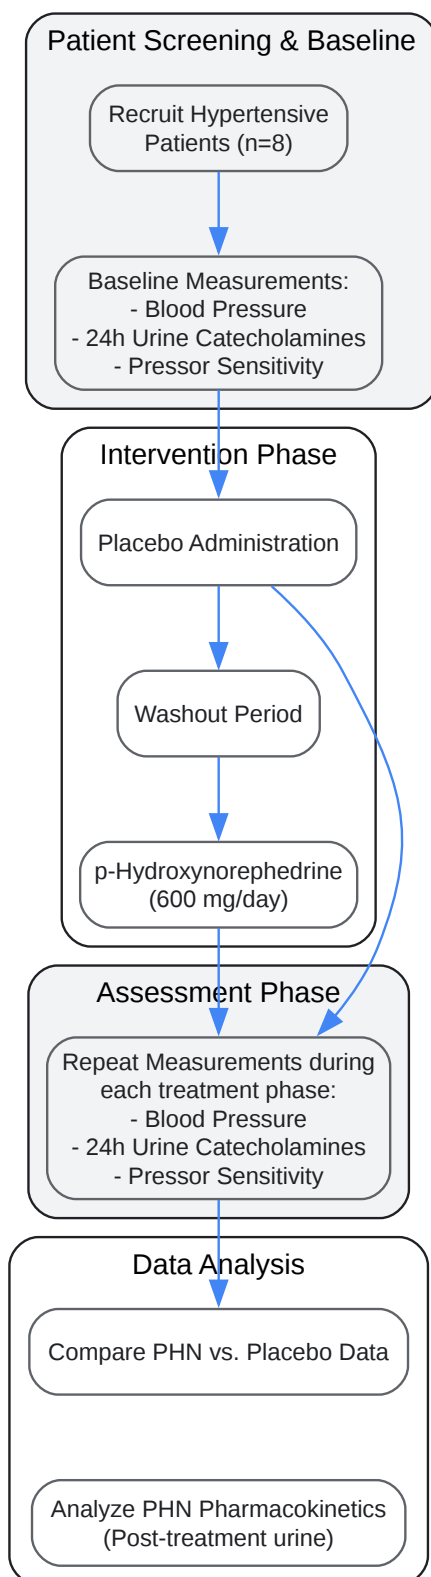 Patient Screening & Baseline
Recruit Hypertensive
Patients (n=8)
Baseline Measurements:
- Blood Pressure
- 24h Urine Catecholamines
- Pressor Sensitivity
Intervention Phase
Placebo Administration
Washout Period
p-Hydroxynorephedrine
(600 mg/day)
Assessment Phase
Repeat Measurements during
each treatment phase:
- Blood Pressure
- 24h Urine Catecholamines
- Pressor Sensitivity
Data Analysis
Compare PHN vs. Placebo Data
Analyze PHN Pharmacokinetics
(Post-treatment urine)